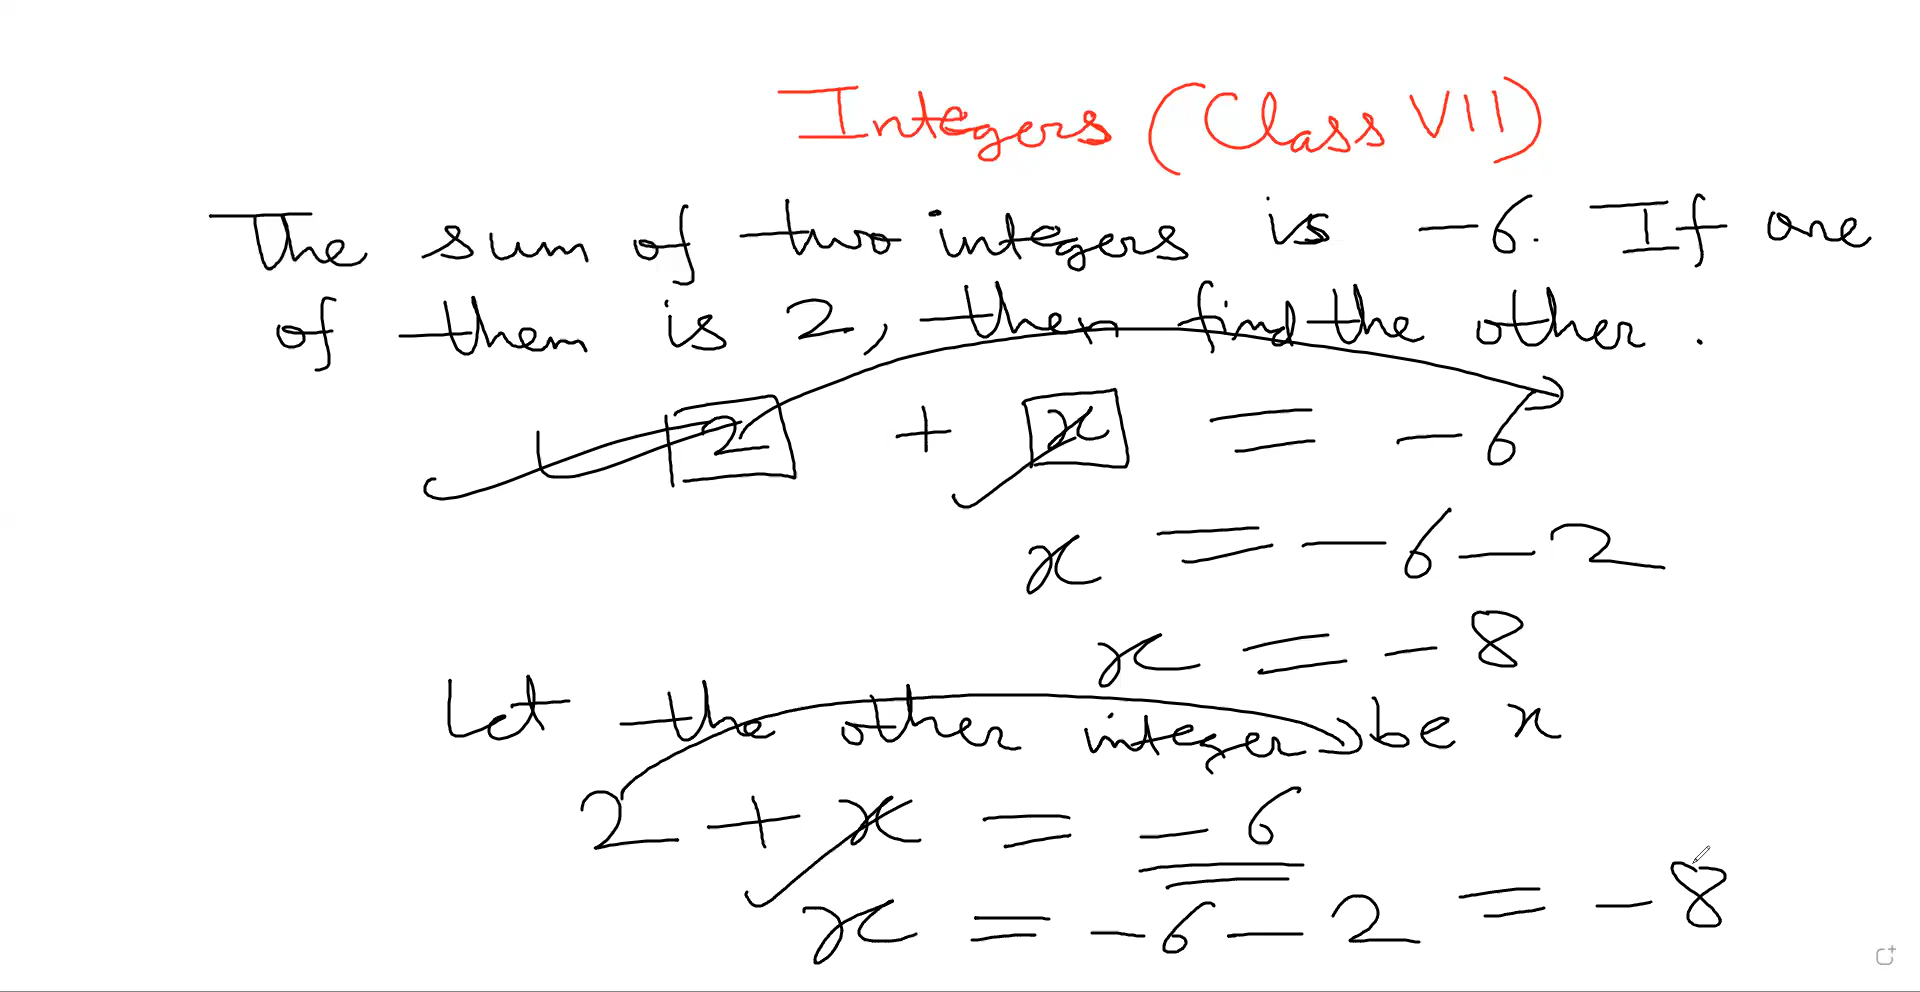 Integers (Class VII)
The sum of two integers is -6. If one
of them is 2, then find the other.
2 + x = -6
x = -6 - 2
x = -8
Let the other integer be x
2 + x = -6
x = -6 - 2 = -8